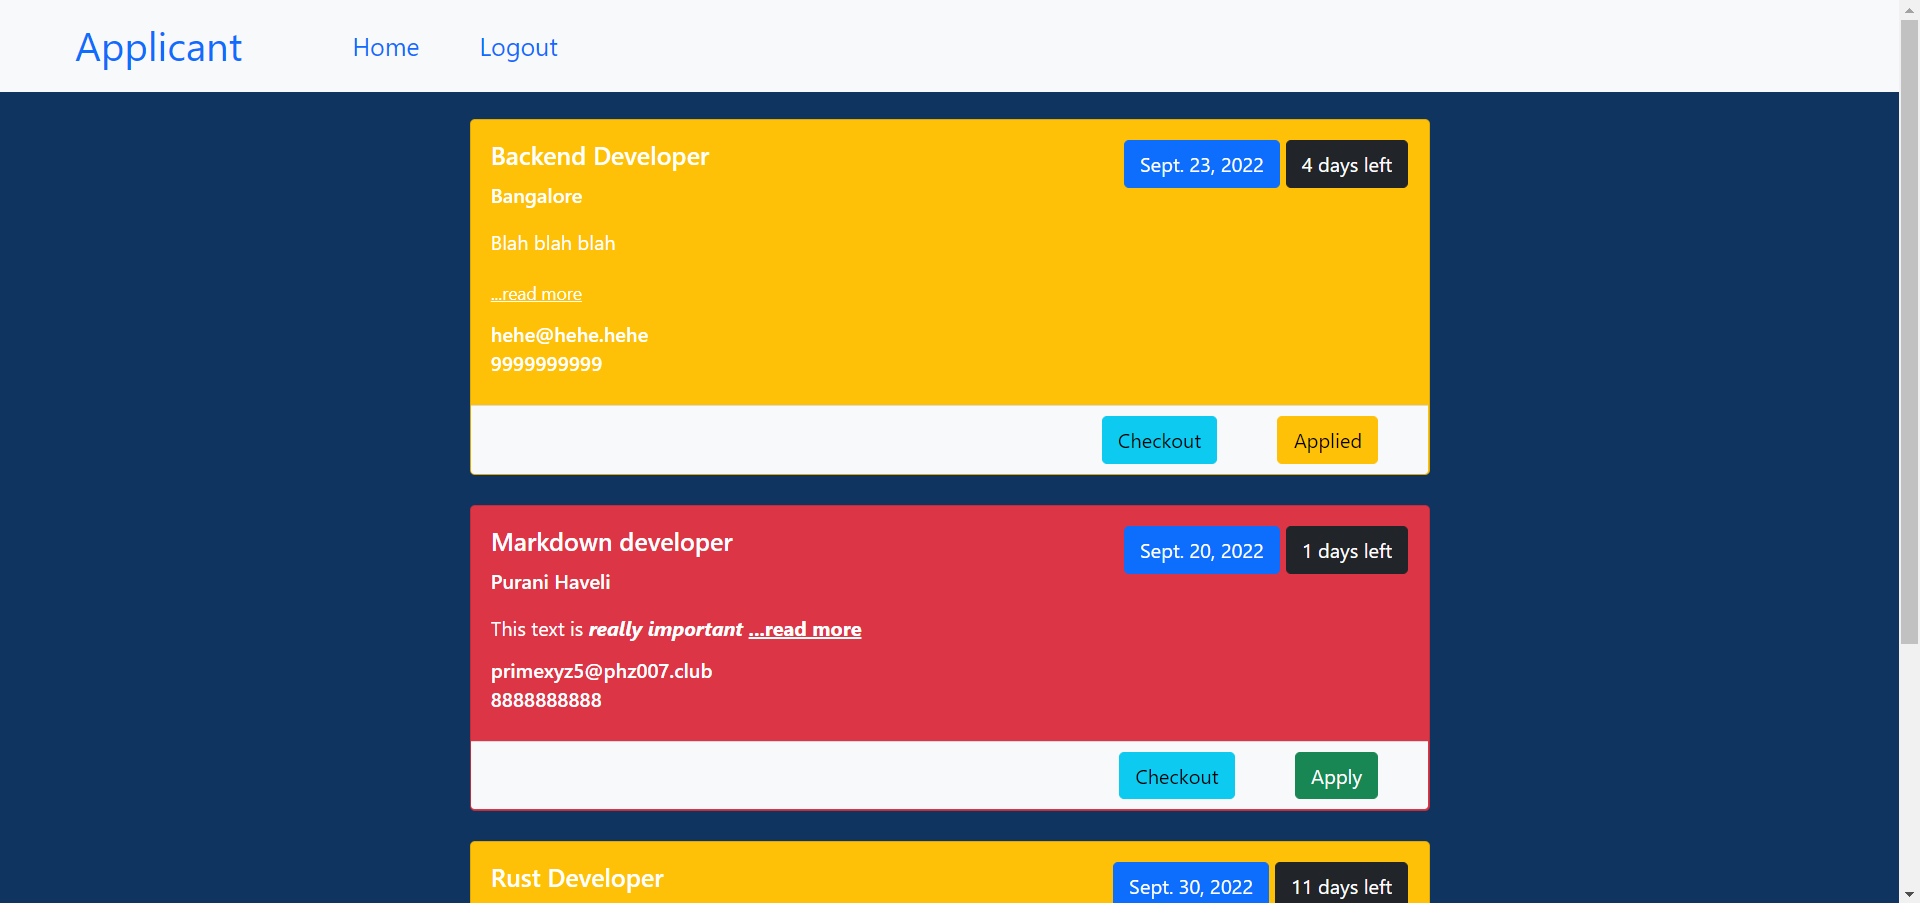 Applicant Home Logout
Backend Developer Sept. 23, 2022 4 days left
Bangalore
Blah blah blah
...read more
hehe@hehe.hehe
9999999999
Checkout Applied
Markdown developer Sept. 20, 2022 1 days left
Purani Haveli
This text is really important ...read more
primexyz5@phz007.club
8888888888
Checkout Apply
Rust Developer Sept. 30, 2022 11 days left